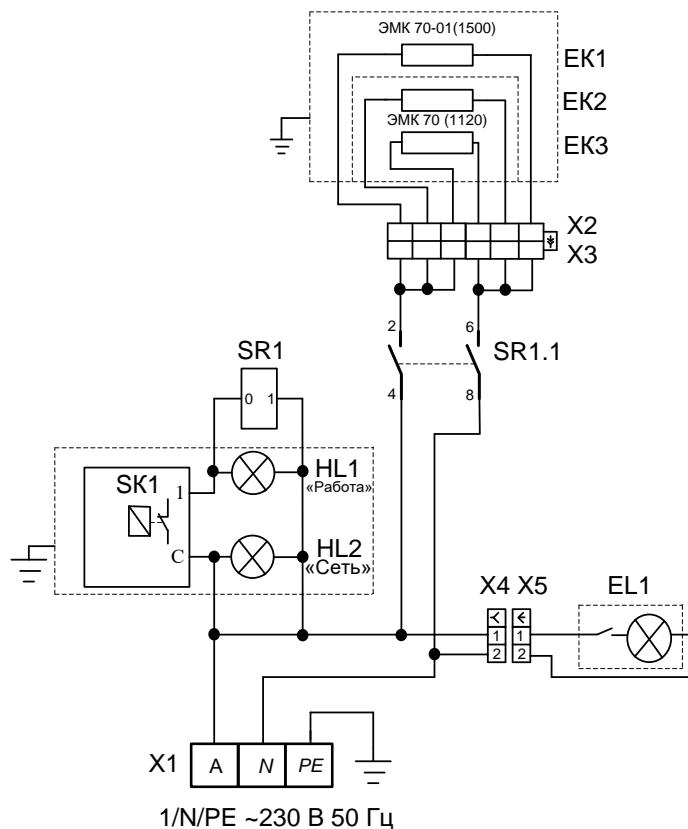 ЭМК 70-01(1500)
ЕК1
ЕК2
ЭМК 70 (1120)
ЕК3
X2
X3
2
6
SR1
SR1.1
0 1
4
8
SK1
1
HL1
«Работа»
C
HL2
«Сеть»
X4 X5
EL1
1 1
2 2
X1
A N PE
1/N/PE ~230 В 50 Гц